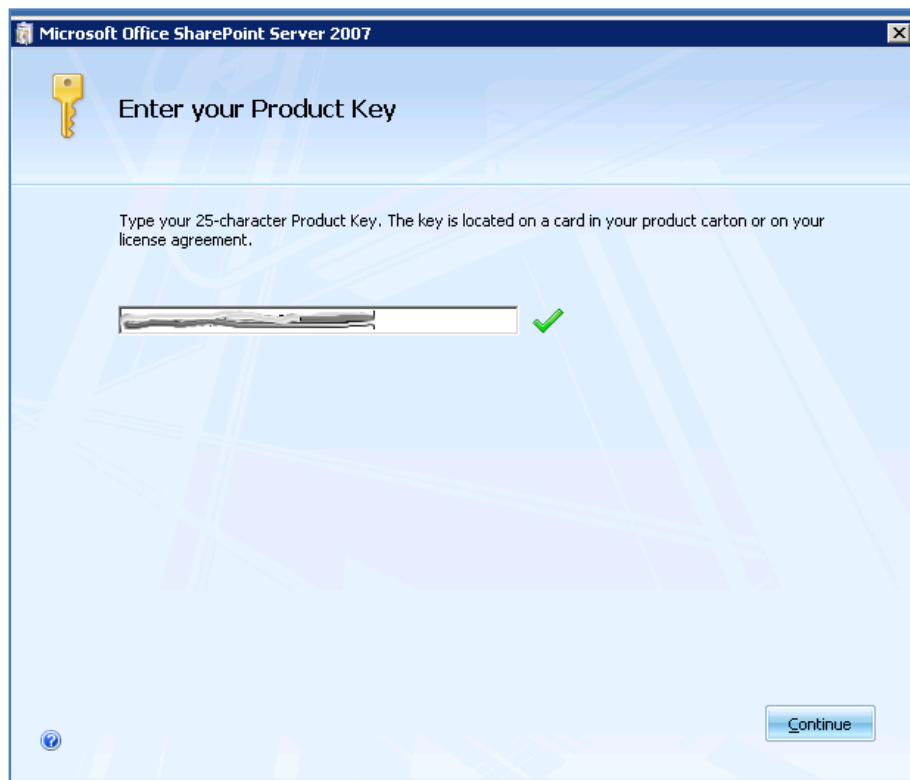 Microsoft Office SharePoint Server 2007
Enter your Product Key
Type your 25-character Product Key. The key is located on a card in your product carton or on your
license agreement.
Continue